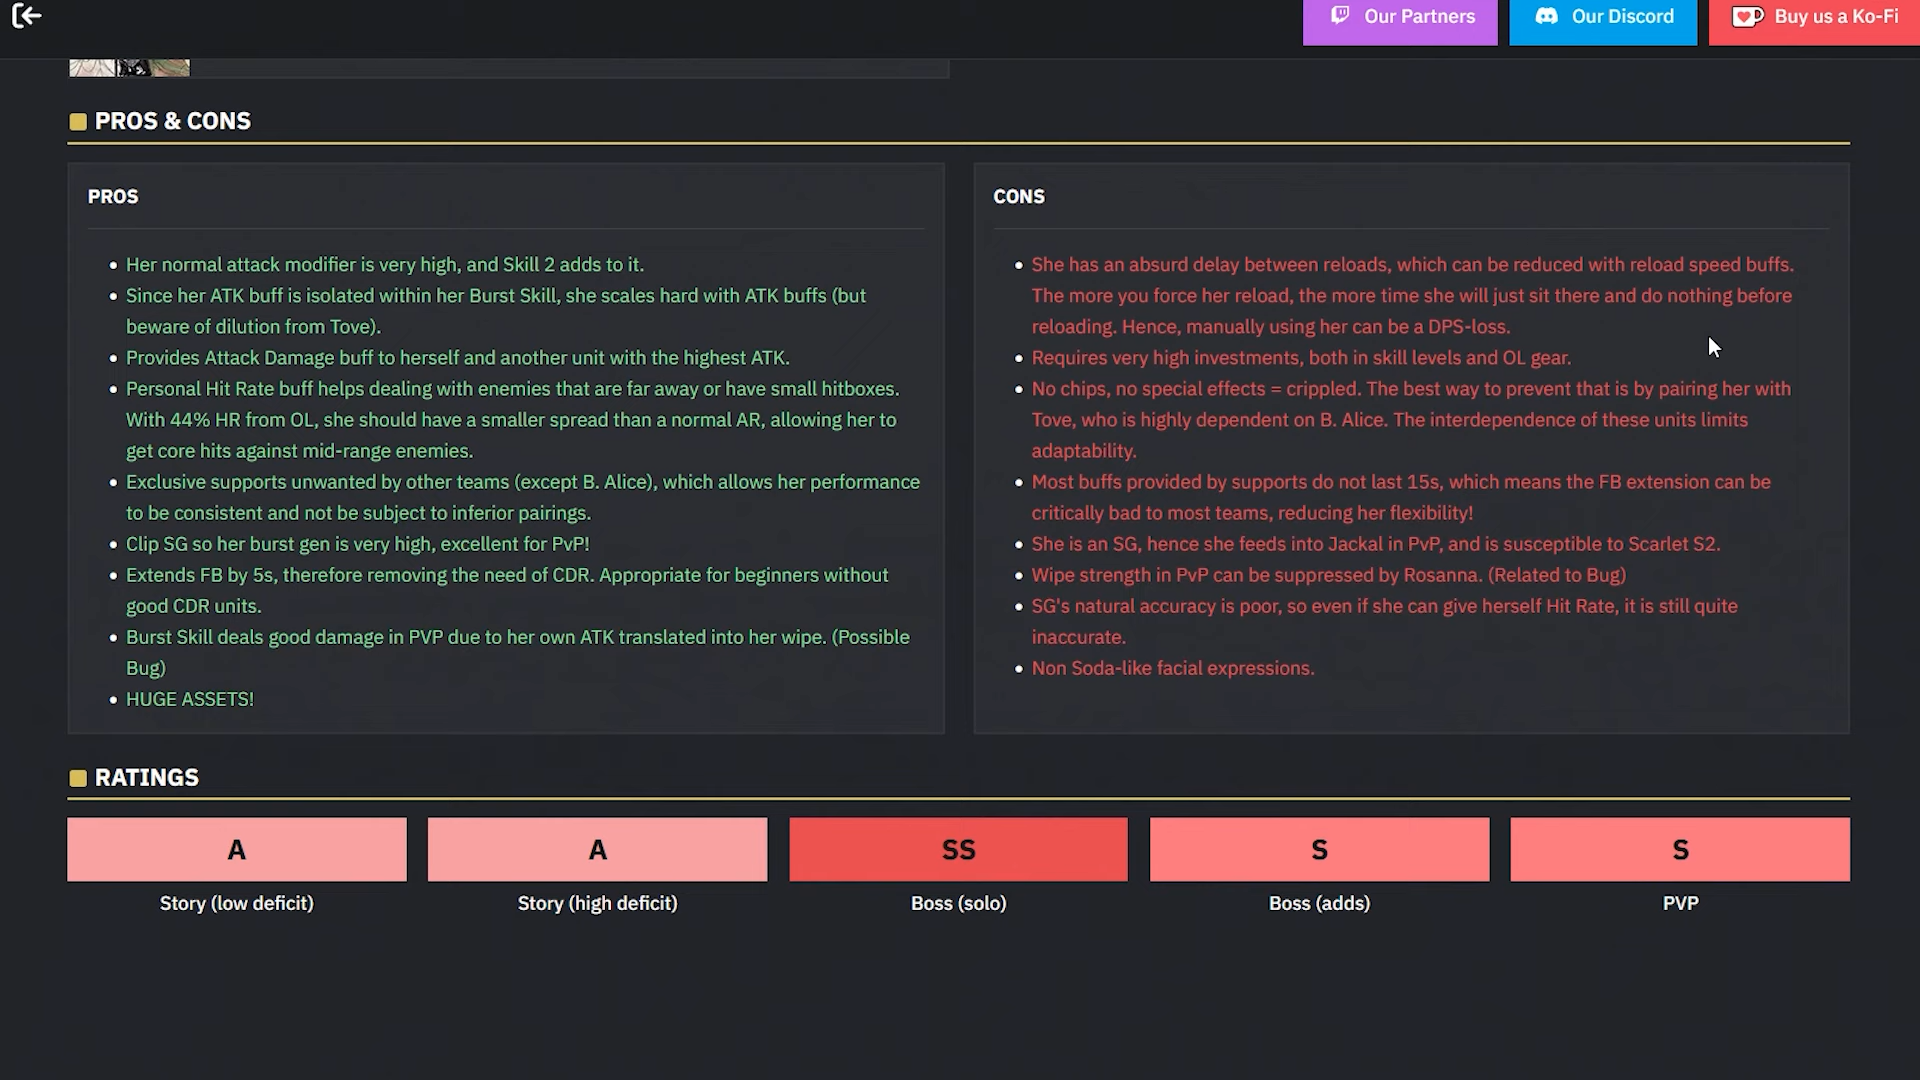 Our Partners
Our Discord
Buy us a Ko-Fi
PROS & CONS
PROS
Her normal attack modifier is very high, and Skill 2 adds to it.
Since her ATK buff is isolated within her Burst Skill, she scales hard with ATK buffs (but
beware of dilution from Tove).
Provides Attack Damage buff to herself and another unit with the highest ATK.
Personal Hit Rate buff helps dealing with enemies that are far away or have small hitboxes.
With 44% HR from OL, she should have a smaller spread than a normal AR, allowing her to
get core hits against mid-range enemies.
Exclusive supports unwanted by other teams (except B. Alice), which allows her performance
to be consistent and not be subject to inferior pairings.
Clip SG so her burst gen is very high, excellent for PvP!
Extends FB by 5s, therefore removing the need of CDR. Appropriate for beginners without
good CDR units.
Burst Skill deals good damage in PVP due to her own ATK translated into her wipe. (Possible
Bug)
HUGE ASSETS!
CONS
She has an absurd delay between reloads, which can be reduced with reload speed buffs.
The more you force her reload, the more time she will just sit there and do nothing before
reloading. Hence, manually using her can be a DPS-loss.
Requires very high investments, both in skill levels and OL gear.
No chips, no special effects = crippled. The best way to prevent that is by pairing her with
Tove, who is highly dependent on B. Alice. The interdependence of these units limits
adaptability.
Most buffs provided by supports do not last 15s, which means the FB extension can be
critically bad to most teams, reducing her flexibility!
She is an SG, hence she feeds into Jackal in PvP, and is susceptible to Scarlet S2.
Wipe strength in PvP can be suppressed by Rosanna. (Related to Bug)
SG's natural accuracy is poor, so even if she can give herself Hit Rate, it is still quite
inaccurate.
Non Soda-like facial expressions.
RATINGS
A
A
SS
S
S
Story (low deficit)
Story (high deficit)
Boss (solo)
Boss (adds)
PVP